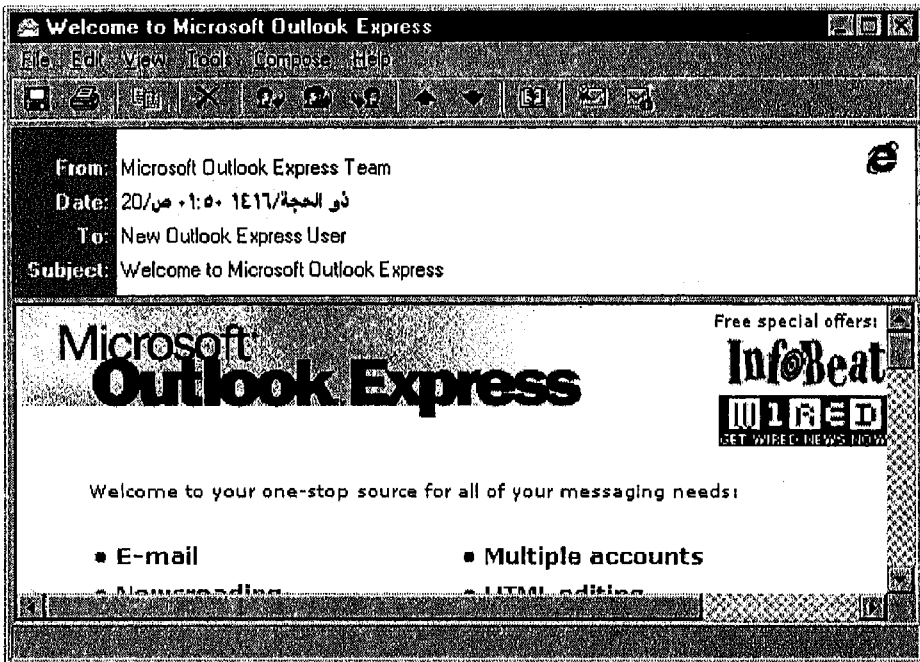 Welcome to Microsoft Outlook Express
File Edit View Tools Compose Help
From: Microsoft Outlook Express Team
Date: 20/ذو الحجة/١٤١٦ ٠١:٥٠ ص
To: New Outlook Express User
Subject: Welcome to Microsoft Outlook Express
Microsoft
Outlook Express
Free special offers:
InfoBeat
WIRED
GET WIRED NEWS NOW
Welcome to your one-stop source for all of your messaging needs:
• E-mail
• Multiple accounts
• Newsreading
• HTML editing